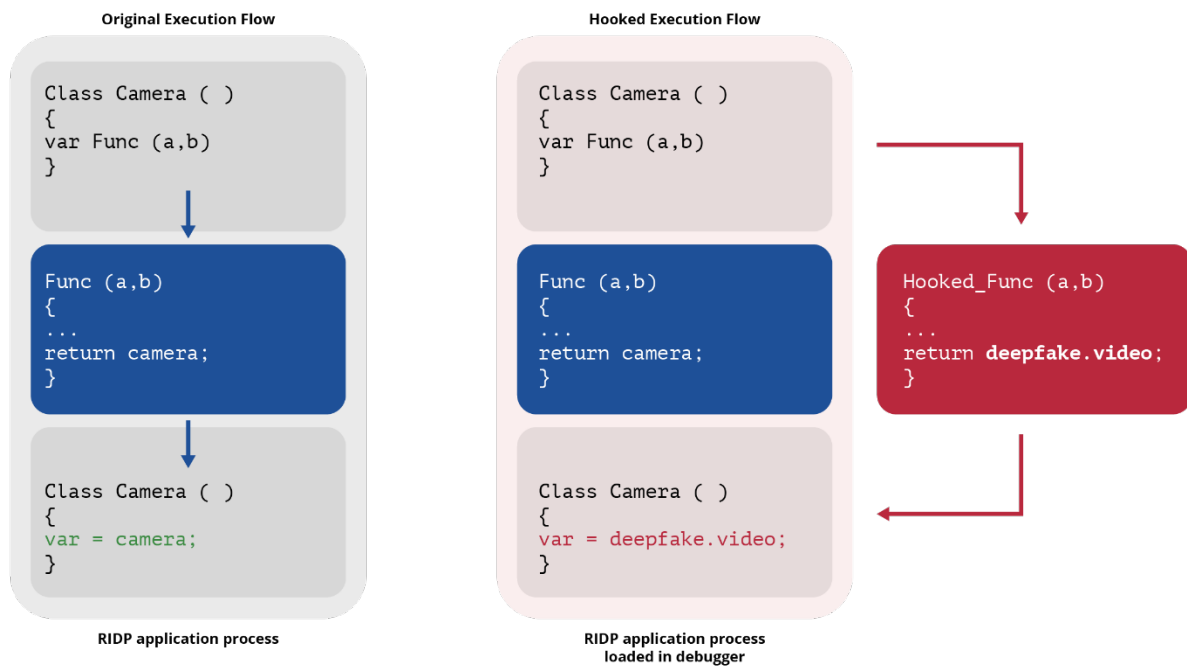 Original Execution Flow
Class Camera ( )
{
var Func (a,b)
}
Func (a,b)
{
...
return camera;
}
Class Camera ( )
{
var = camera;
}
RIDP application process
Hooked Execution Flow
Class Camera ( )
{
var Func (a,b)
}
Func (a,b)
{
...
return camera;
}
Hooked_Func (a,b)
{
...
return deepfake.video;
}
Class Camera ( )
{
var = deepfake.video;
}
RIDP application process
loaded in debugger